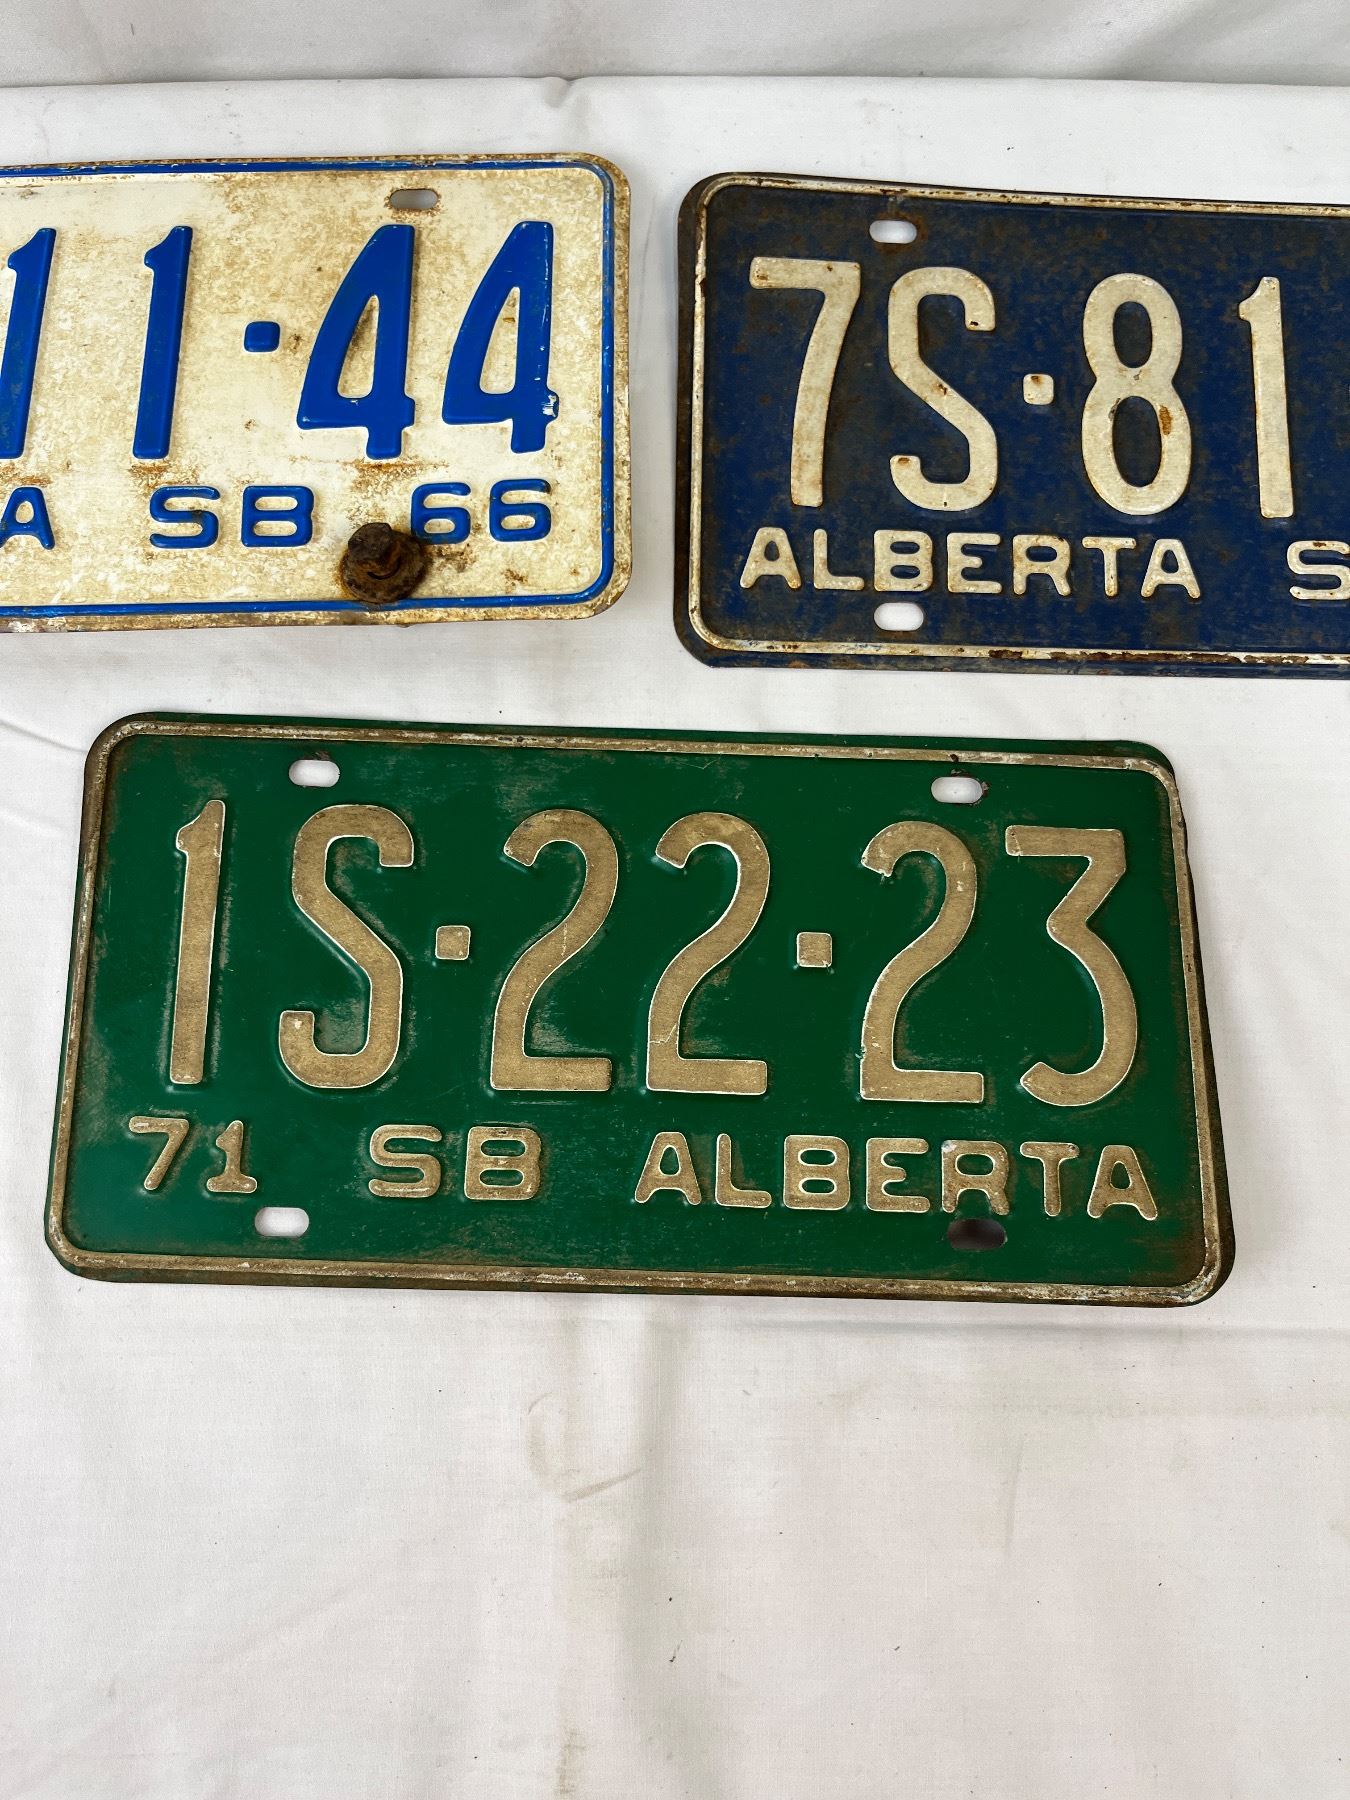 11·44
A SB 66
7S·81
ALBERTA S
1S·22·23
71 SB ALBERTA